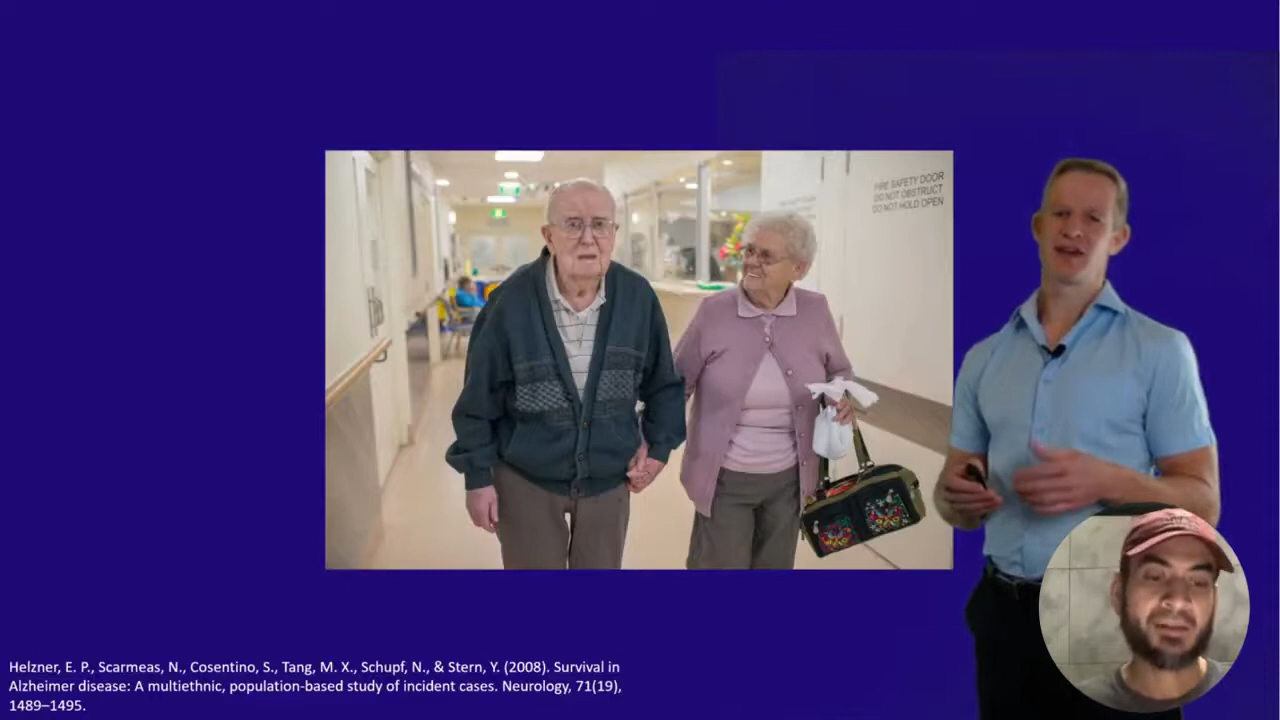 FIRE SAFETY DOOR
DO NOT OBSTRUCT
DO NOT HOLD OPEN
Helzner, E. P., Scarmeas, N., Cosentino, S., Tang, M. X., Schupf, N., & Stern, Y. (2008). Survival in
Alzheimer disease: A multiethnic, population-based study of incident cases. Neurology, 71(19),
1489–1495.